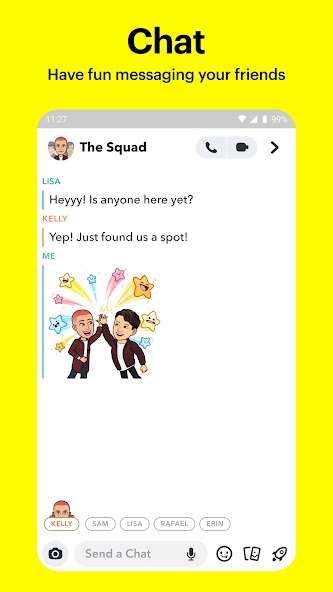 Chat
Have fun messaging your friends
11:27
99%
The Squad
LISA
Heyyy! Is anyone here yet?
KELLY
Yep! Just found us a spot!
ME
KELLY SAM LISA RAFAEL ERIN
Send a Chat